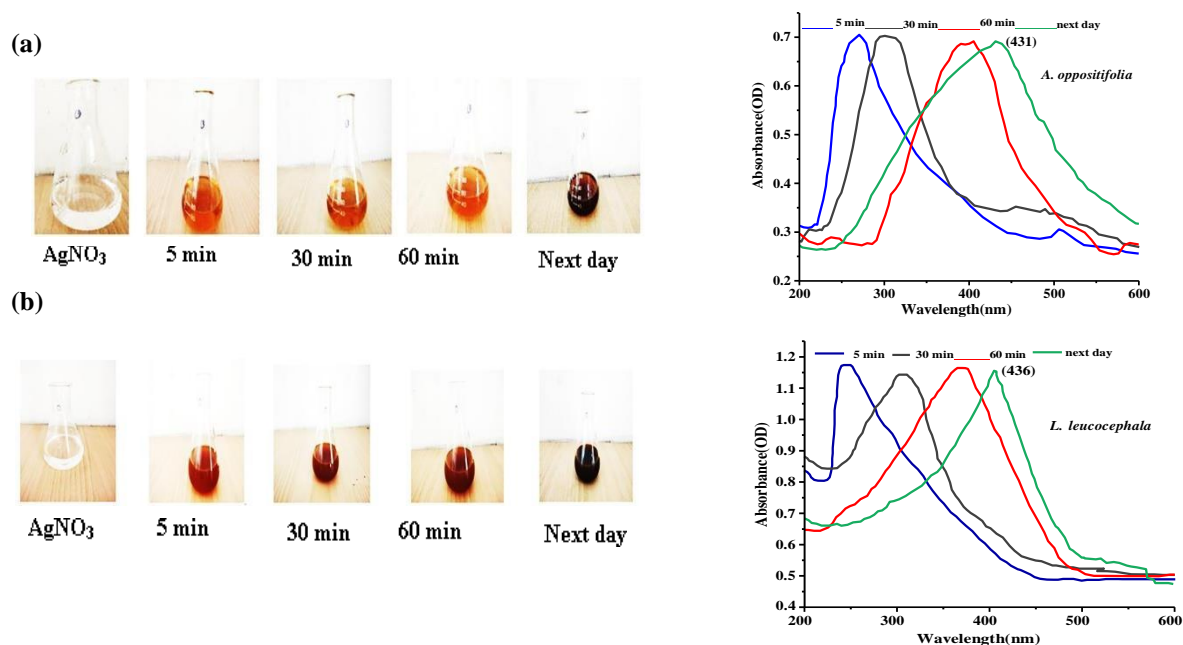 (a)
AgNO₃ 5 min 30 min 60 min Next day
5 min 30 min 60 min next day
(431)
A. oppositifolia
Absorbance(OD)
0.7
0.6
0.5
0.4
0.3
0.2
200 300 400 500 600
Wavelength(nm)
(b)
AgNO₃ 5 min 30 min 60 min Next day
5 min 30 min 60 min next day
(436)
L. leucocephala
Absorbance(OD)
1.2
1.1
1.0
0.9
0.8
0.7
0.6
0.5
0.4
200 300 400 500 600
Wavelength(nm)